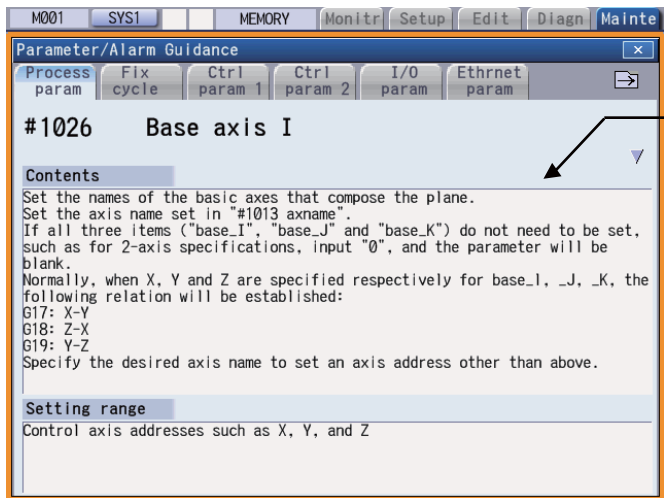 M001 SYS1 MEMORY Monitr Setup Edit Diagn Mainte
Parameter/Alarm Guidance
Process param Fix cycle Ctrl param 1 Ctrl param 2 I/O param Ethrnet param
#1026 Base axis I
Contents
Set the names of the basic axes that compose the plane.
Set the axis name set in "#1013 axname".
If all three items ("base_I", "base_J" and "base_K") do not need to be set,
such as for 2-axis specifications, input "0", and the parameter will be
blank.
Normally, when X, Y and Z are specified respectively for base_I, _J, _K, the
following relation will be established:
G17: X-Y
G18: Z-X
G19: Y-Z
Specify the desired axis name to set an axis address other than above.
Setting range
Control axis addresses such as X, Y, and Z